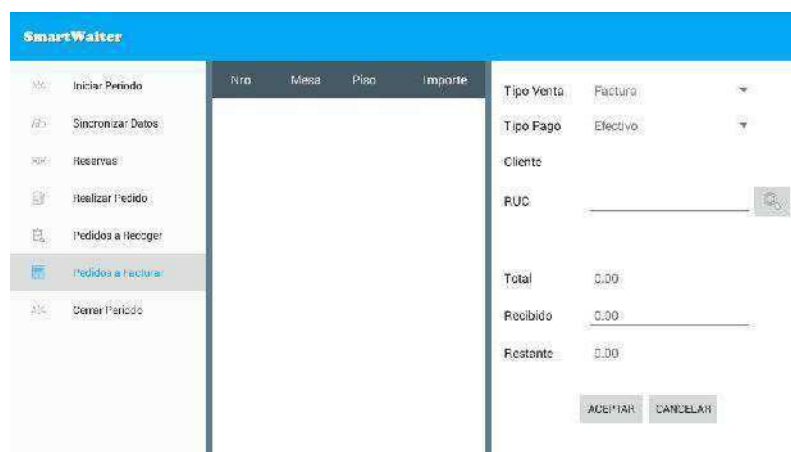 SmartWaiter
Iniciar Periodo
Sincronizar Datos
Reservas
Realizar Pedido
Pedidos a Recoger
Pedidos a Facturar
Cerrar Periodo
Nro Mesa Piso Importe
Tipo Venta Factura
Tipo Pago Efectivo
Cliente
RUC
Total 0.00
Recibido 0.00
Restante 0.00
ACEPTAR CANCELAR